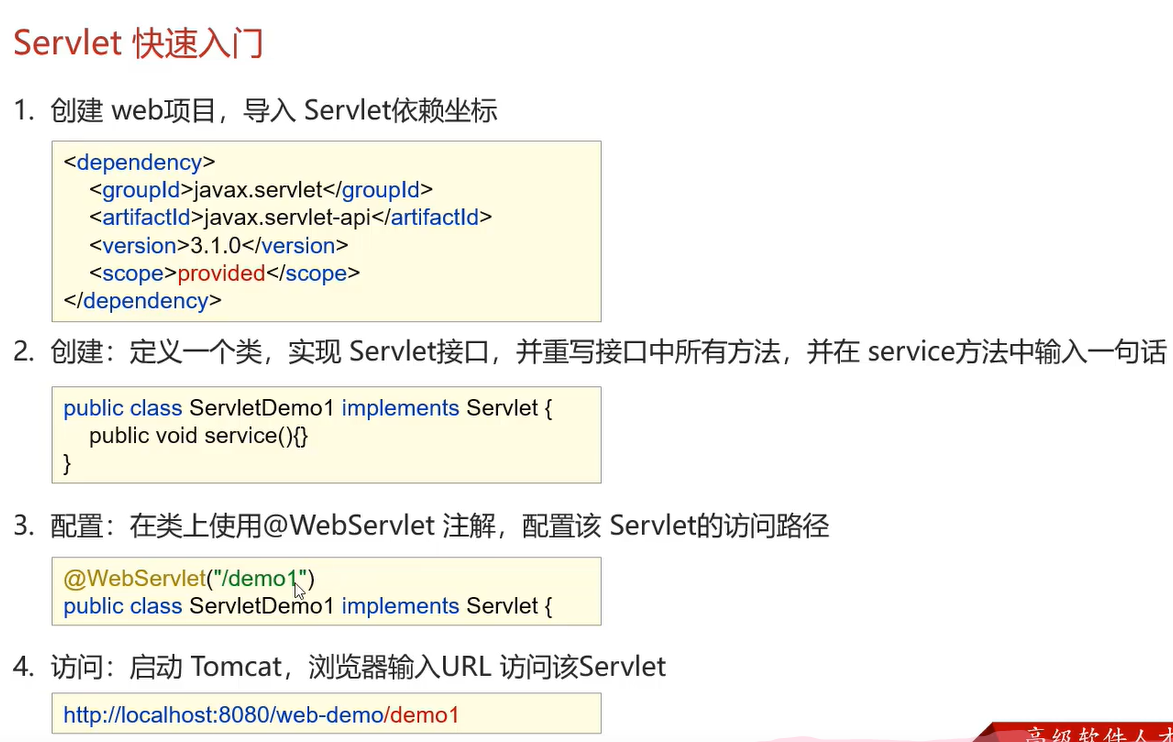 Servlet 快速入门
1. 创建 web项目，导入 Servlet依赖坐标
<dependency>
<groupId>javax.servlet</groupId>
<artifactId>javax.servlet-api</artifactId>
<version>3.1.0</version>
<scope>provided</scope>
</dependency>
2. 创建：定义一个类，实现 Servlet接口，并重写接口中所有方法，并在 service方法中输入一句话
public class ServletDemo1 implements Servlet {
public void service(){}
}
3. 配置：在类上使用@WebServlet 注解，配置该 Servlet的访问路径
@WebServlet("/demo1")
public class ServletDemo1 implements Servlet {
4. 访问：启动 Tomcat，浏览器输入URL 访问该Servlet
http://localhost:8080/web-demo/demo1
高级软件人才